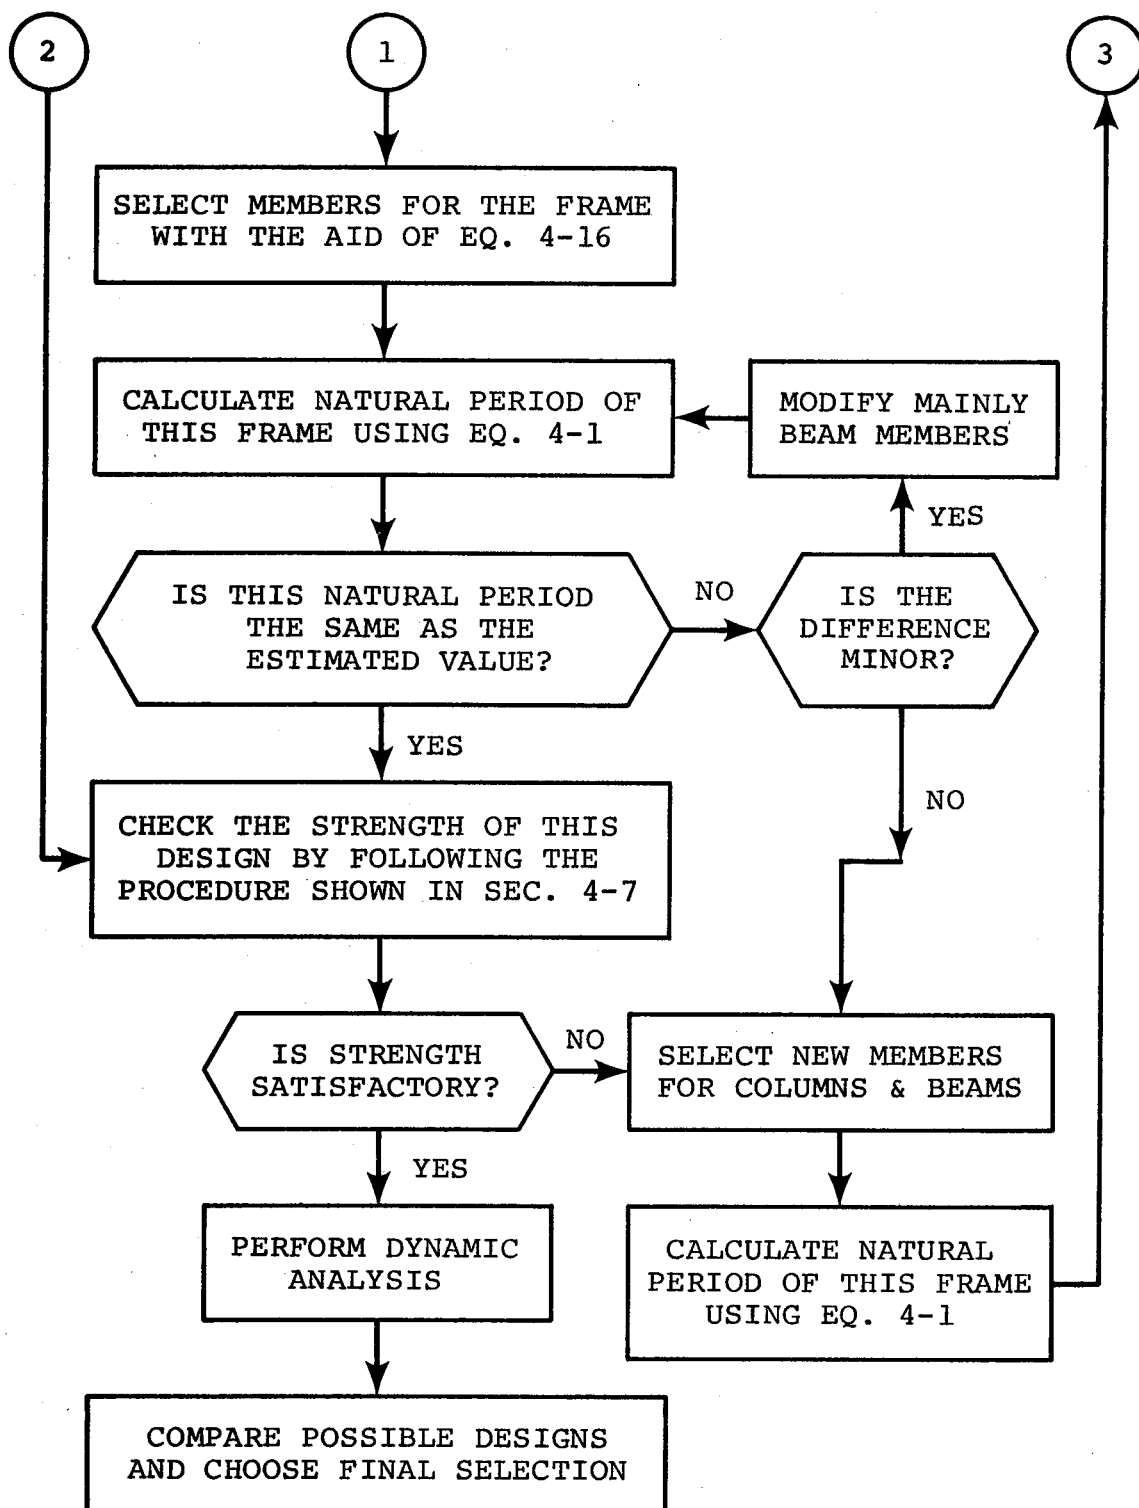 2
1
3
SELECT MEMBERS FOR THE FRAME
WITH THE AID OF EQ. 4-16
CALCULATE NATURAL PERIOD OF
THIS FRAME USING EQ. 4-1
MODIFY MAINLY
BEAM MEMBERS
YES
IS THIS NATURAL PERIOD
THE SAME AS THE
ESTIMATED VALUE?
NO
IS THE
DIFFERENCE
MINOR?
YES
NO
CHECK THE STRENGTH OF THIS
DESIGN BY FOLLOWING THE
PROCEDURE SHOWN IN SEC. 4-7
IS STRENGTH
SATISFACTORY?
NO
SELECT NEW MEMBERS
FOR COLUMNS & BEAMS
YES
PERFORM DYNAMIC
ANALYSIS
CALCULATE NATURAL
PERIOD OF THIS FRAME
USING EQ. 4-1
COMPARE POSSIBLE DESIGNS
AND CHOOSE FINAL SELECTION